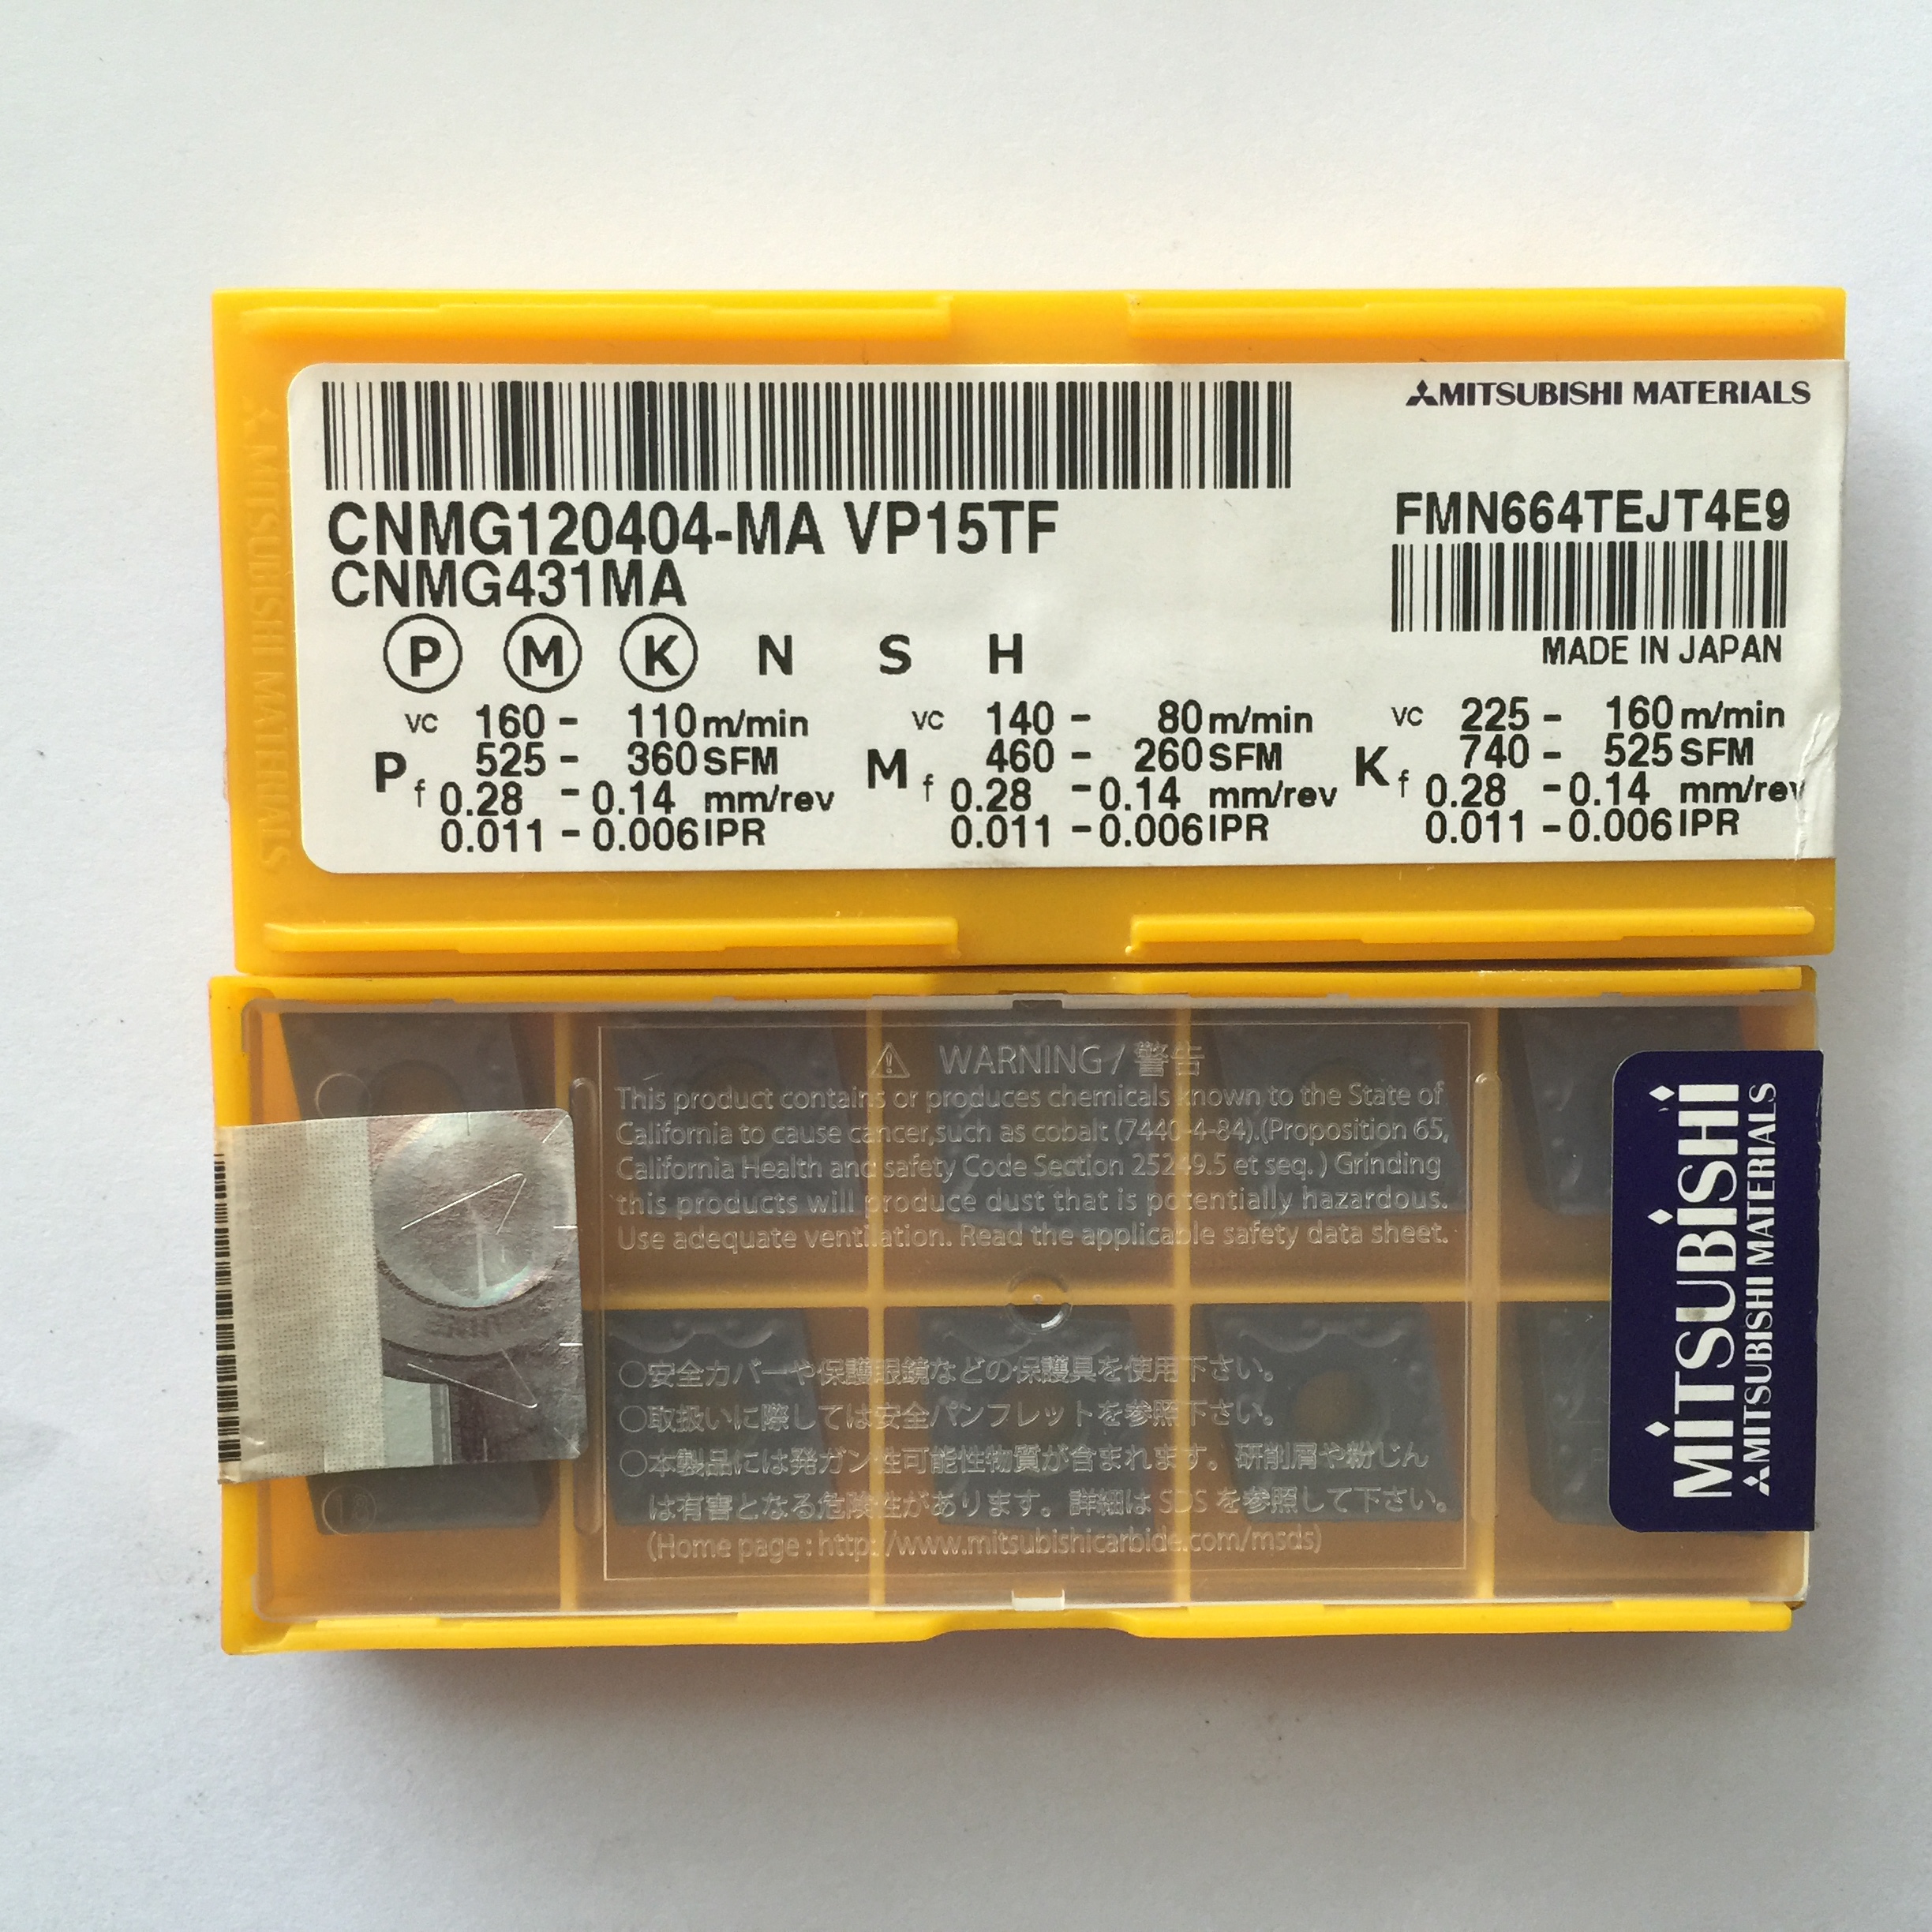 MITSUBISHI MATERIALS
MITSUBISHI MATERIALS
CNMG120404-MA VP15TF
FMN664TEJT4E9
CNMG431MA
P M K N S H
MADE IN JAPAN
P
vc 160 - 110 m/min
525 - 360 SFM
f 0.28 - 0.14 mm/rev
0.011 - 0.006 IPR
M
vc 140 - 80 m/min
460 - 260 SFM
f 0.28 - 0.14 mm/rev
0.011 - 0.006 IPR
K
vc 225 - 160 m/min
740 - 525 SFM
f 0.28 - 0.14 mm/rev
0.011 - 0.006 IPR
WARNING / 警告
This product contains or produces chemicals known to the State of
California to cause cancer,such as cobalt (7440-4-84).(Proposition 65,
California Health and safety Code Section 25249.5 et seq. ) Grinding
this products will produce dust that is potentially hazardous.
Use adequate ventilation. Read the applicable safety data sheet.
○安全カバーや保護眼鏡などの保護具を使用下さい。
○取扱いに際しては安全パンフレットを参照下さい。
○本製品には発ガン性可能性物質が含まれます。研削屑や粉じん
は有害となる危険性があります。詳細は SDS を参照して下さい。
(Home page : http://www.mitsubishicarbide.com/msds)
18
MITSUBISHI
MITSUBISHI MATERIALS